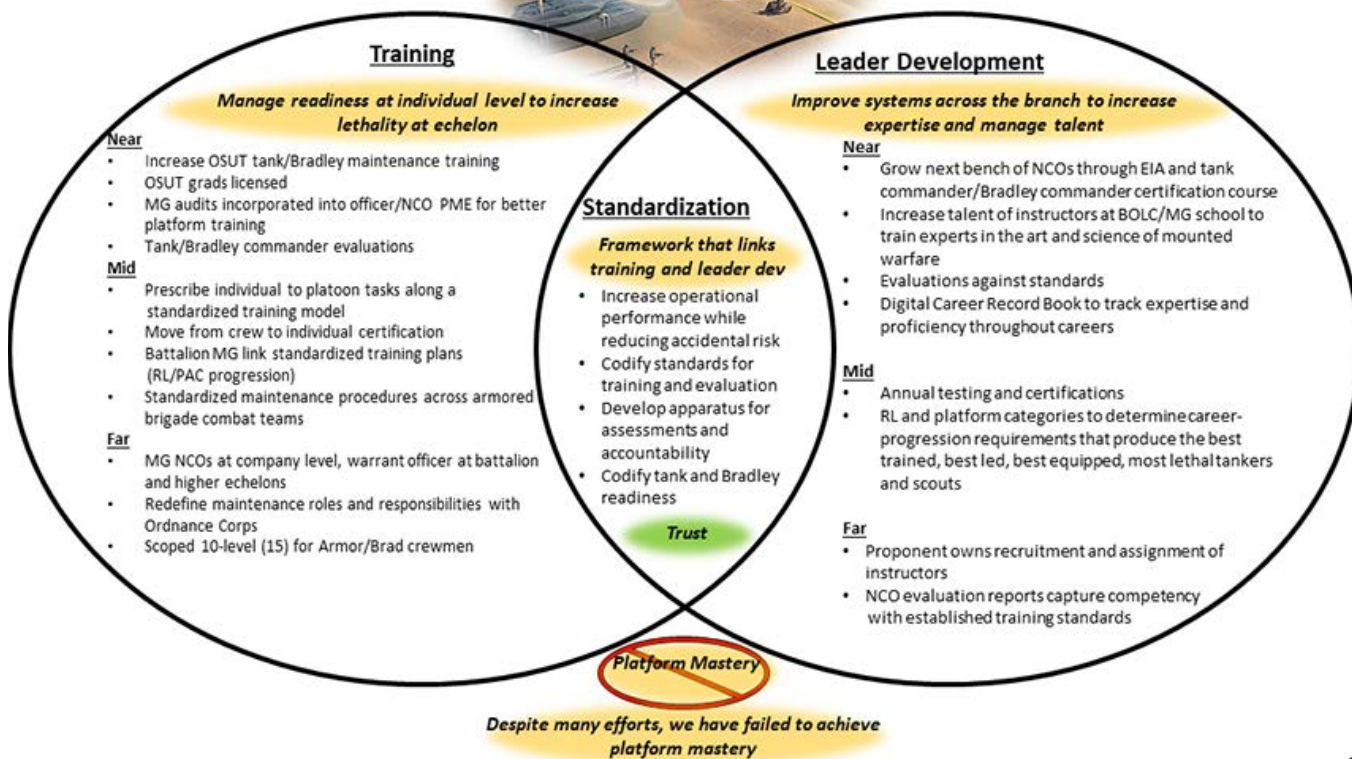 Training
Manage readiness at individual level to increase
lethality at echelon
Near
• Increase OSUT tank/Bradley maintenance training
• OSUT grads licensed
• MG audits incorporated into officer/NCO PME for better
platform training
• Tank/Bradley commander evaluations
Mid
• Prescribe individual to platoon tasks along a
standardized training model
• Move from crew to individual certification
• Battalion MG link standardized training plans
(RL/PAC progression)
• Standardized maintenance procedures across armored
brigade combat teams
Far
• MG NCOs at company level, warrant officer at battalion
and higher echelons
• Redefine maintenance roles and responsibilities with
Ordnance Corps
• Scoped 10-level (15) for Armor/Brad crewmen
Standardization
Framework that links
training and leader dev
• Increase operational
performance while
reducing accidental risk
• Codify standards for
training and evaluation
• Develop apparatus for
assessments and
accountability
• Codify tank and Bradley
readiness
Trust
Leader Development
Improve systems across the branch to increase
expertise and manage talent
Near
• Grow next bench of NCOs through EIA and tank
commander/Bradley commander certification course
• Increase talent of instructors at BOLC/MG school to
train experts in the art and science of mounted
warfare
• Evaluations against standards
• Digital Career Record Book to track expertise and
proficiency throughout careers
Mid
• Annual testing and certifications
• RL and platform categories to determine career-
progression requirements that produce the best
trained, best led, best equipped, most lethal tankers
and scouts
Far
• Proponent owns recruitment and assignment of
instructors
• NCO evaluation reports capture competency
with established training standards
Platform Mastery
Despite many efforts, we have failed to achieve
platform mastery